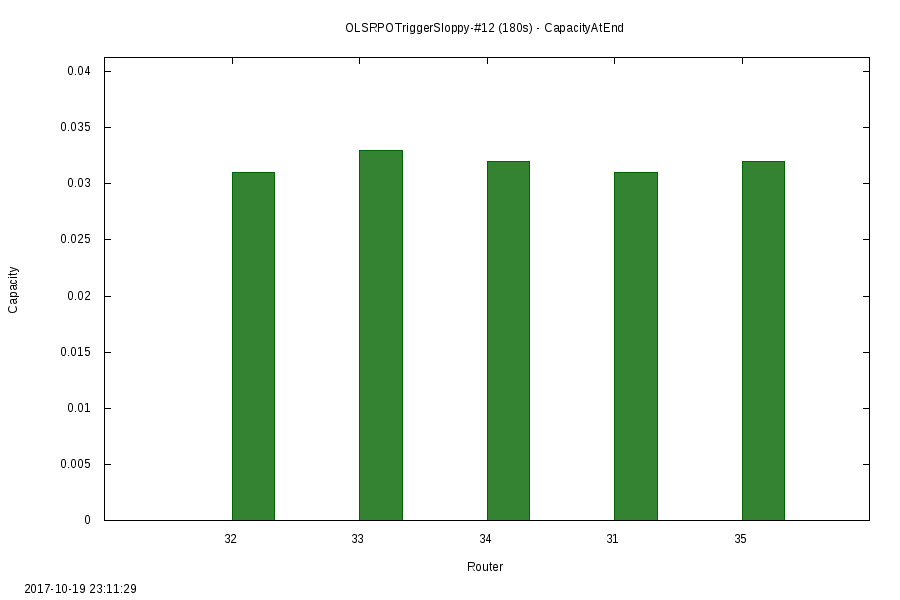 OLSRPOTriggerSloppy-#12 (180s) - CapacityAtEnd
0.04
0.035
0.03
0.025
0.02
0.015
0.01
0.005
0
Capacity
32 33 34 31 35
Router
2017-10-19 23:11:29